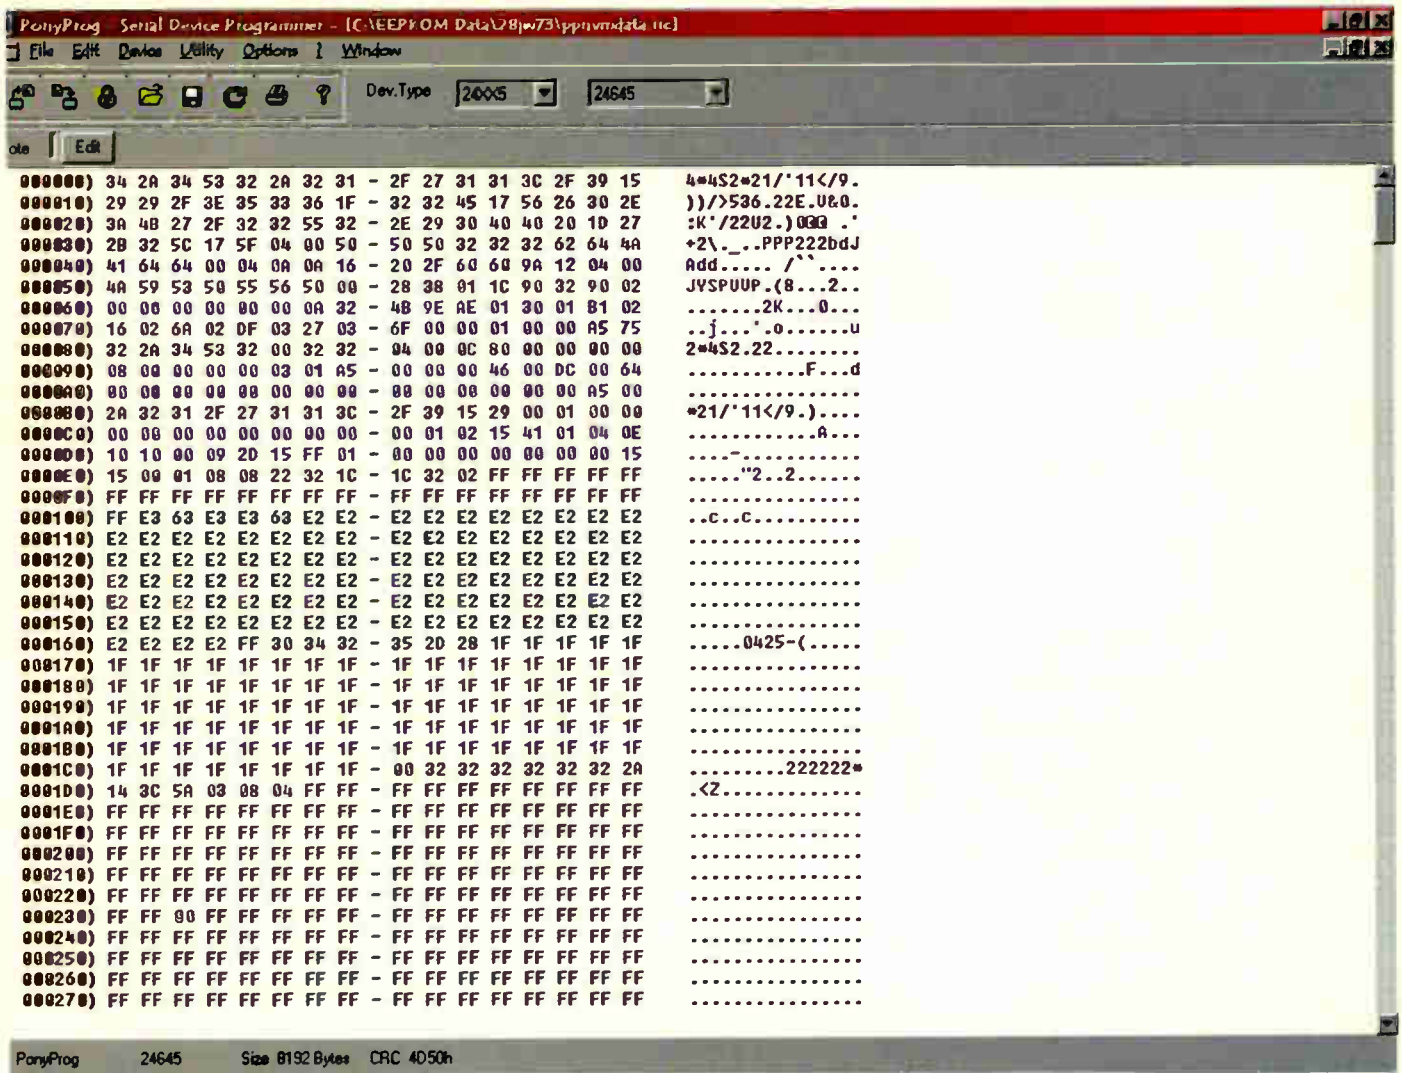 PonyProg - Serial Device Programmer - [C:\EEPROM Data\28jw73\ppnvmdata.nc]
File Edit Device Utility Options ? Window
Dev.Type 24XX5 24645
ote Edit
000000) 34 2A 34 53 32 2A 32 31 - 2F 27 31 31 3C 2F 39 15 4*4S2*21/'11</9.
000010) 29 29 2F 3E 35 33 36 1F - 32 32 45 17 56 26 30 2E ))/>536.22E.V&0.
000020) 3A 4B 27 2F 32 32 55 32 - 2E 29 30 40 40 20 1D 27 :K'/22U2.)0@@ .'
000030) 2B 32 5C 17 5F 04 00 50 - 50 50 32 32 32 62 64 4A +2\._..PPP222bdJ
000040) 41 64 64 00 04 0A 0A 16 - 20 2F 60 60 9A 12 04 00 Add..... /``....
000050) 4A 59 53 50 55 56 50 00 - 28 38 01 1C 90 32 90 02 JYSPUVP.(8...2..
000060) 00 00 00 00 00 00 0A 32 - 4B 9E AE 01 30 01 B1 02 .......2K...0...
000070) 16 02 6A 02 DF 03 27 03 - 6F 00 00 01 00 00 A5 75 ..j...'.o......u
000080) 32 2A 34 53 32 00 32 32 - 04 00 0C 80 00 00 00 00 2*4S2.22........
000090) 08 00 00 00 00 03 01 A5 - 00 00 00 46 00 DC 00 64 ...........F...d
0000A0) 00 00 00 00 00 00 00 00 - 00 00 00 00 00 00 A5 00 ................
0000B0) 2A 32 31 2F 27 31 31 3C - 2F 39 15 29 00 01 00 00 *21/'11</9.)....
0000C0) 00 00 00 00 00 00 00 00 - 00 01 02 15 41 01 04 0E ............A...
0000D0) 10 10 00 09 2D 15 FF 01 - 00 00 00 00 00 00 00 15 ....-...........
0000E0) 15 00 01 08 08 22 32 1C - 1C 32 02 FF FF FF FF FF ....."2..2......
0000F0) FF FF FF FF FF FF FF FF - FF FF FF FF FF FF FF FF ................
000100) FF E3 63 E3 E3 63 E2 E2 - E2 E2 E2 E2 E2 E2 E2 E2 ..c..c..........
000110) E2 E2 E2 E2 E2 E2 E2 E2 - E2 E2 E2 E2 E2 E2 E2 E2 ................
000120) E2 E2 E2 E2 E2 E2 E2 E2 - E2 E2 E2 E2 E2 E2 E2 E2 ................
000130) E2 E2 E2 E2 E2 E2 E2 E2 - E2 E2 E2 E2 E2 E2 E2 E2 ................
000140) E2 E2 E2 E2 E2 E2 E2 E2 - E2 E2 E2 E2 E2 E2 E2 E2 ................
000150) E2 E2 E2 E2 E2 E2 E2 E2 - E2 E2 E2 E2 E2 E2 E2 E2 ................
000160) E2 E2 E2 E2 FF 30 34 32 - 35 2D 28 1F 1F 1F 1F 1F .....0425-(.....
000170) 1F 1F 1F 1F 1F 1F 1F 1F - 1F 1F 1F 1F 1F 1F 1F 1F ................
000180) 1F 1F 1F 1F 1F 1F 1F 1F - 1F 1F 1F 1F 1F 1F 1F 1F ................
000190) 1F 1F 1F 1F 1F 1F 1F 1F - 1F 1F 1F 1F 1F 1F 1F 1F ................
0001A0) 1F 1F 1F 1F 1F 1F 1F 1F - 1F 1F 1F 1F 1F 1F 1F 1F ................
0001B0) 1F 1F 1F 1F 1F 1F 1F 1F - 1F 1F 1F 1F 1F 1F 1F 1F ................
0001C0) 1F 1F 1F 1F 1F 1F 1F 1F - 00 32 32 32 32 32 32 2A .........222222*
0001D0) 14 3C 5A 03 08 04 FF FF - FF FF FF FF FF FF FF FF .<Z.............
0001E0) FF FF FF FF FF FF FF FF - FF FF FF FF FF FF FF FF ................
0001F0) FF FF FF FF FF FF FF FF - FF FF FF FF FF FF FF FF ................
000200) FF FF FF FF FF FF FF FF - FF FF FF FF FF FF FF FF ................
000210) FF FF FF FF FF FF FF FF - FF FF FF FF FF FF FF FF ................
000220) FF FF FF FF FF FF FF FF - FF FF FF FF FF FF FF FF ................
000230) FF FF 00 FF FF FF FF FF - FF FF FF FF FF FF FF FF ................
000240) FF FF FF FF FF FF FF FF - FF FF FF FF FF FF FF FF ................
000250) FF FF FF FF FF FF FF FF - FF FF FF FF FF FF FF FF ................
000260) FF FF FF FF FF FF FF FF - FF FF FF FF FF FF FF FF ................
000270) FF FF FF FF FF FF FF FF - FF FF FF FF FF FF FF FF ................
PonyProg 24645 Size 8192 Bytes CRC 4D50h